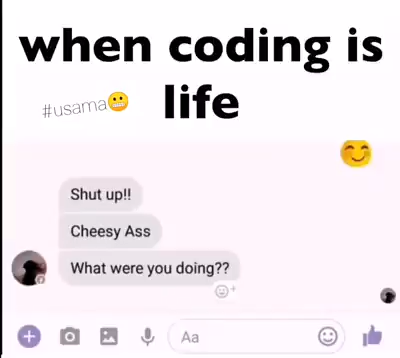 when coding is
#usama😬 life
😊
Shut up!!
Cheesy Ass
What were you doing??
Aa